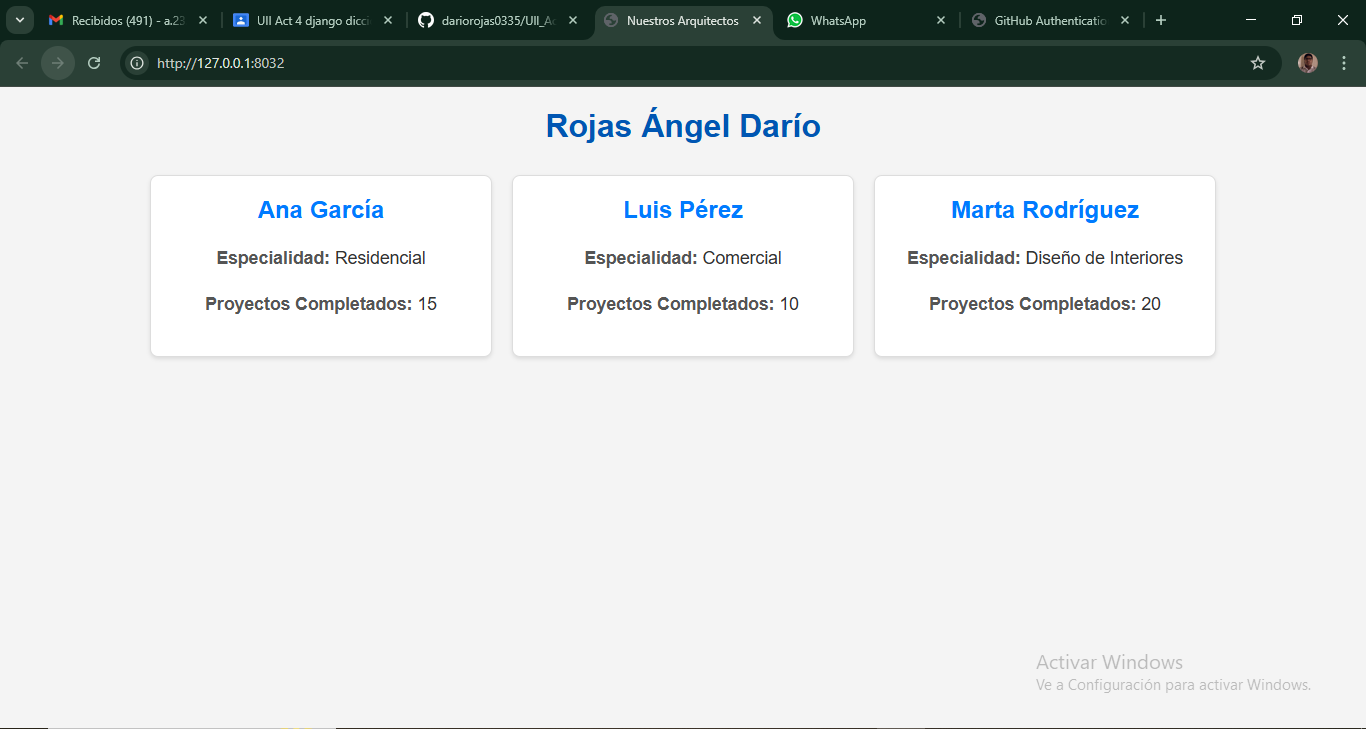 Recibidos (491) - a.23
UII Act 4 django dicci
dariorojas0335/UII_Ac
Nuestros Arquitectos
WhatsApp
GitHub Authenticatio
http://127.0.0.1:8032
Rojas Ángel Darío
Ana García
Especialidad: Residencial
Proyectos Completados: 15
Luis Pérez
Especialidad: Comercial
Proyectos Completados: 10
Marta Rodríguez
Especialidad: Diseño de Interiores
Proyectos Completados: 20
Activar Windows
Ve a Configuración para activar Windows.